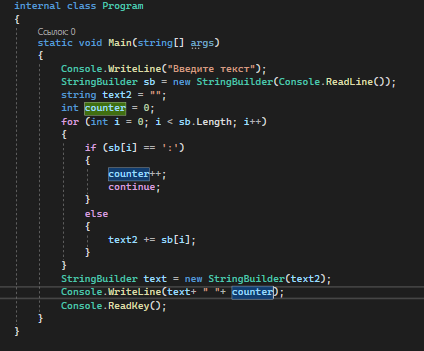 internal class Program
{
Ссылок: 0
static void Main(string[] args)
{
Console.WriteLine("Введите текст");
StringBuilder sb = new StringBuilder(Console.ReadLine());
string text2 = "";
int counter = 0;
for (int i = 0; i < sb.Length; i++)
{
if (sb[i] == ':')
{
counter++;
continue;
}
else
{
text2 += sb[i];
}
}
StringBuilder text = new StringBuilder(text2);
Console.WriteLine(text+ " "+ counter);
Console.ReadKey();
}
}